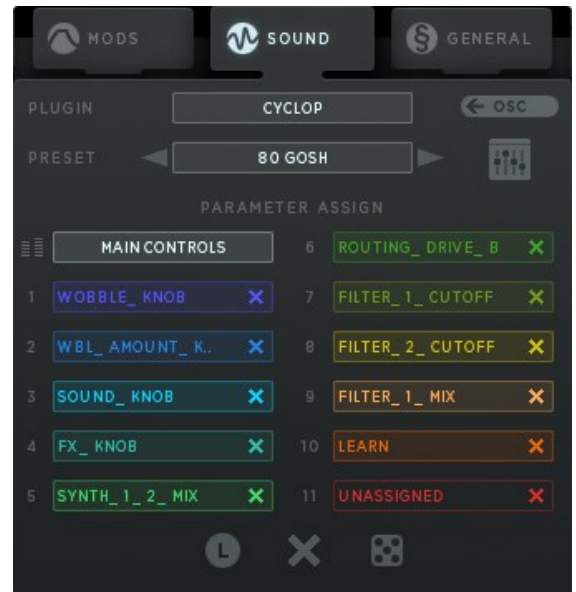 MODS SOUND GENERAL
PLUGIN CYCLOP OSC
PRESET 80 GOSH
PARAMETER ASSIGN
MAIN CONTROLS
1 WOBBLE_ KNOB
2 WBL_ AMOUNT_ K..
3 SOUND_ KNOB
4 FX_ KNOB
5 SYNTH_ 1_ 2_ MIX
6 ROUTING_ DRIVE_ B
7 FILTER_ 1_ CUTOFF
8 FILTER_ 2_ CUTOFF
9 FILTER_ 1_ MIX
10 LEARN
11 UNASSIGNED
L